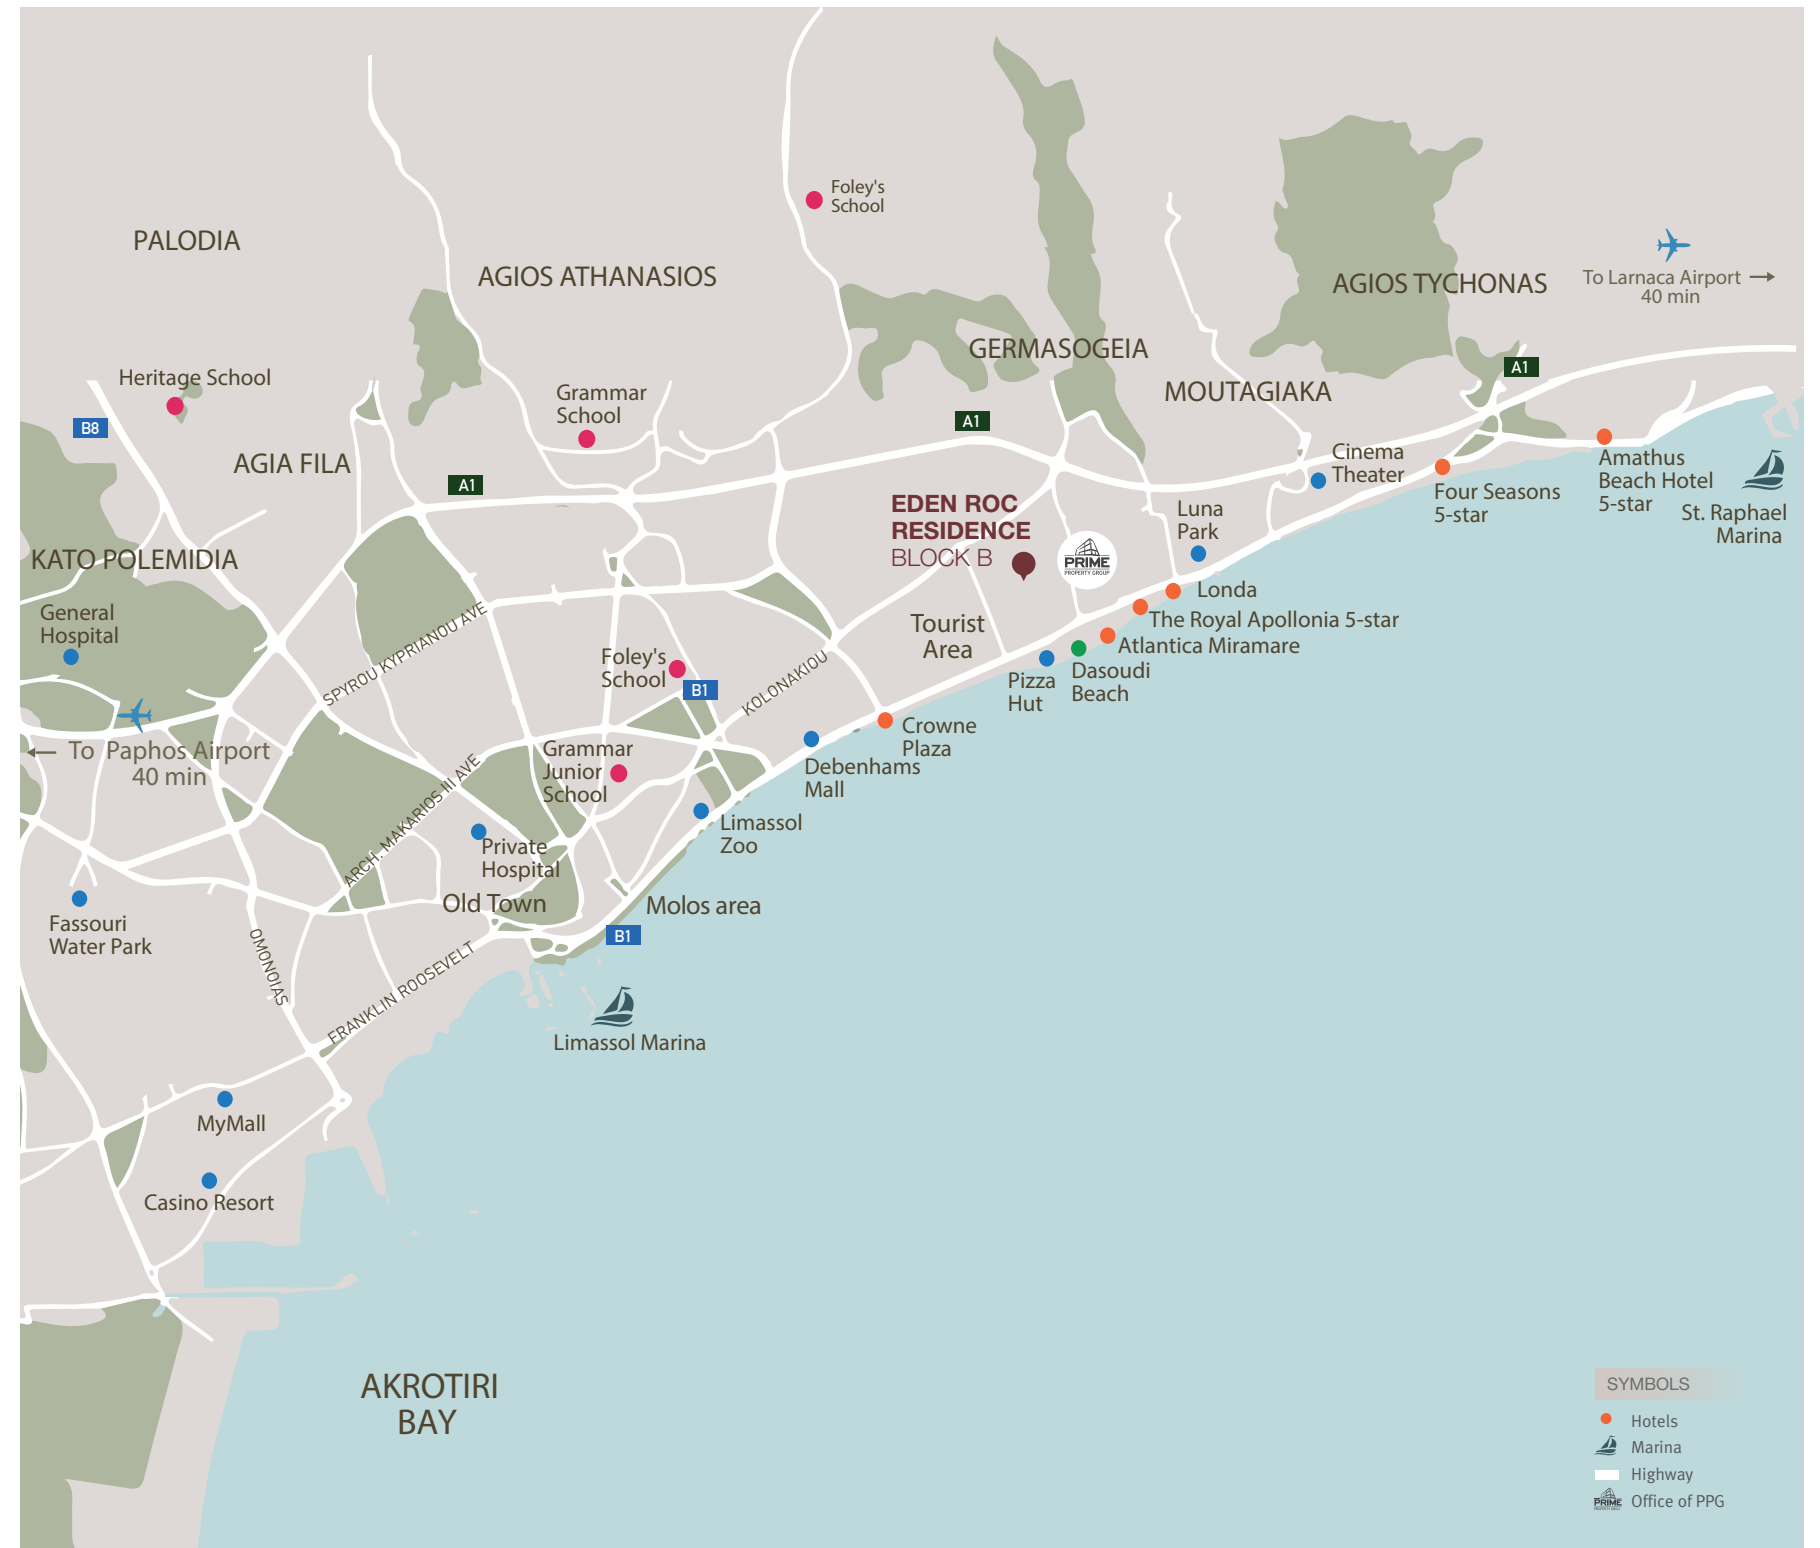 Foley's
School
PALODIA
AGIOS ATHANASIOS
AGIOS TYCHONAS
To Larnaca Airport
40 min
GERMASOGEIA
A1
Heritage School
Grammar
School
MOUTAGIAKA
B8
A1
AGIA FILA
A1
Cinema
Theater
Amathus
Beach Hotel
5-star
Four Seasons
5-star
St. Raphael
Marina
EDEN ROC
RESIDENCE
BLOCK B
Luna
Park
PRIME
PROPERTY GROUP
KATO POLEMIDIA
General
Hospital
Londa
The Royal Apollonia 5-star
Atlantica Miramare
Tourist
Area
SPYROU KYPRIANOU AVE
Foley's
School
B1
KOLONAKIOU
Pizza
Hut
Dasoudi
Beach
Crowne
Plaza
To Paphos Airport
40 min
Grammar
Junior
School
Debenhams
Mall
ARCH. MAKARIOS III AVE
Limassol
Zoo
Private
Hospital
Old Town
Molos area
Fassouri
Water Park
B1
OMONOIAS
FRANKLIN ROOSEVELT
Limassol Marina
MyMall
Casino Resort
AKROTIRI
BAY
SYMBOLS
Hotels
Marina
Highway
PRIME
Office of PPG